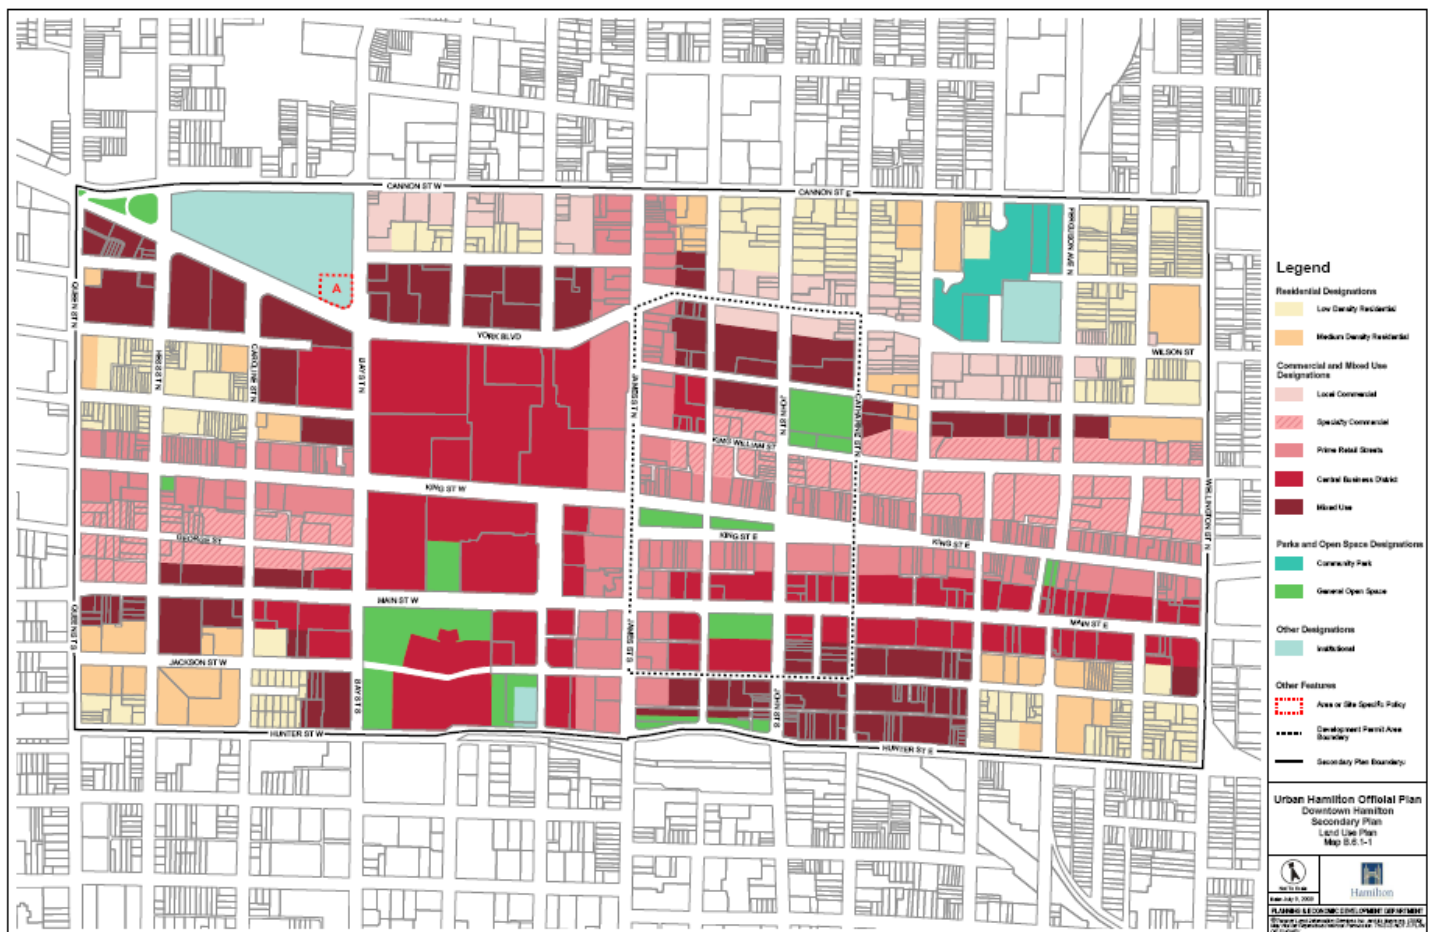 CANNON ST W
CANNON ST E
QUEEN ST N
HESS ST N
CAROLINE ST N
BAY ST N
YORK BLVD
JAMES ST N
JOHN ST N
CATHARINE ST N
FERGUSON AVE N
WILSON ST
WELLINGTON ST N
A
KING WILLIAM ST
KING ST W
GEORGE ST
KING ST E
KING ST E
MAIN ST W
MAIN ST E
QUEEN ST S
JACKSON ST W
BAY ST S
JAMES ST S
JOHN ST S
HUNTER ST W
HUNTER ST E
Legend
Residential Designations
Low Density Residential
Medium Density Residential
Commercial and Mixed Use
Designations
Local Commercial
Specialty Commercial
Prime Retail Streets
Central Business District
Mixed Use
Parks and Open Space Designations
Community Park
General Open Space
Other Designations
Institutional
Other Features
Area or Site Specific Policy
Development Permit Area
Boundary
Secondary Plan Boundary
Urban Hamilton Official Plan
Downtown Hamilton
Secondary Plan
Land Use Plan
Map B.6.1-1
Not To Scale
Hamilton
PLANNING & ECONOMIC DEVELOPMENT DEPARTMENT